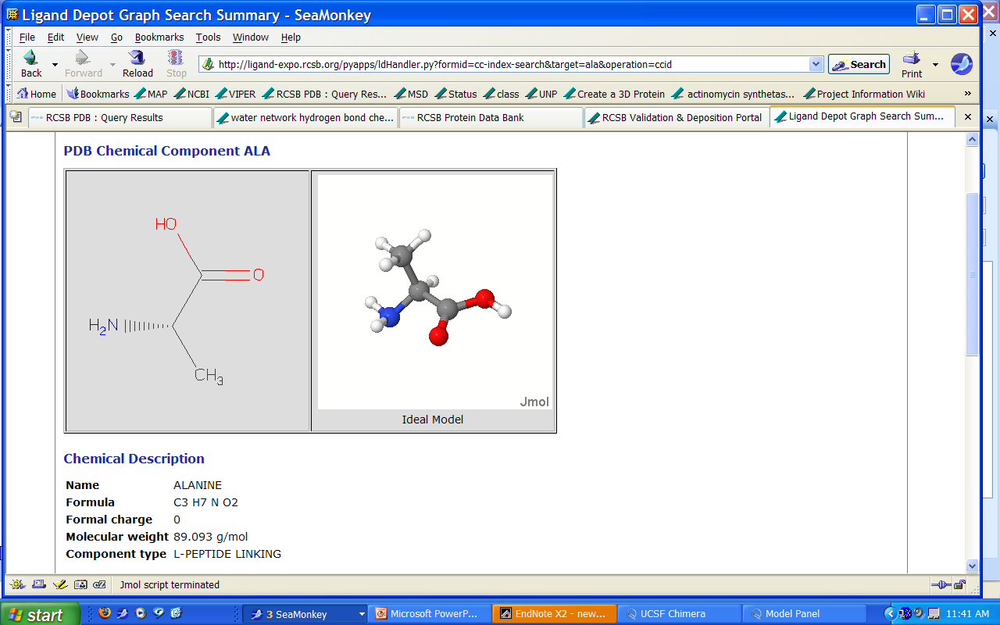 Ligand Depot Graph Search Summary - SeaMonkey
File Edit View Go Bookmarks Tools Window Help
Back Forward Reload Stop http://ligand-expo.rcsb.org/pyapps/ldHandler.py?formid=cc-index-search&target=ala&operation=ccid Search Print
Home Bookmarks MAP NCBI VIPER RCSB PDB : Query Res... MSD Status class UNP Create a 3D Protein actinomycin synthetas... Project Information Wiki »
RCSB PDB : Query Results water network hydrogen bond che... RCSB Protein Data Bank RCSB Validation & Deposition Portal Ligand Depot Graph Search Sum...
PDB Chemical Component ALA
HO
O
H2N
CH3
Jmol
Ideal Model
Chemical Description
Name ALANINE
Formula C3 H7 N O2
Formal charge 0
Molecular weight 89.093 g/mol
Component type L-PEPTIDE LINKING
Jmol script terminated
start 3 SeaMonkey Microsoft PowerP... EndNote X2 - new... UCSF Chimera Model Panel 11:41 AM